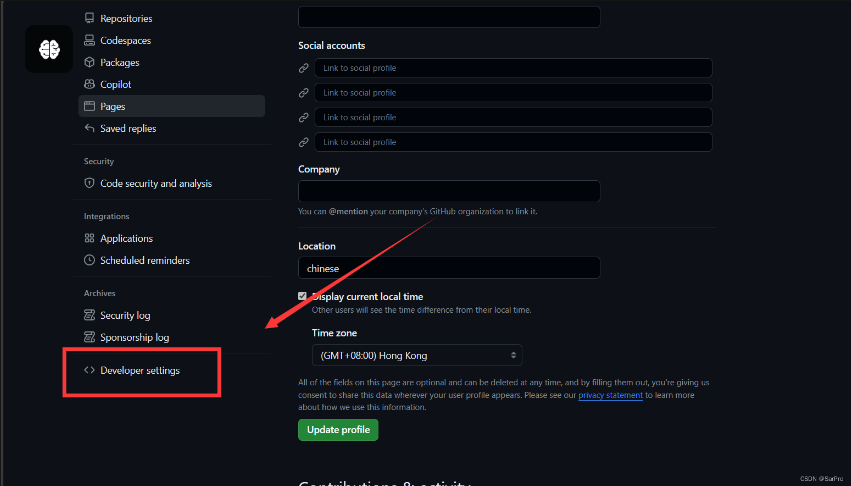 Repositories
Codespaces
Packages
Copilot
Pages
Saved replies
Security
Code security and analysis
Integrations
Applications
Scheduled reminders
Archives
Security log
Sponsorship log
Developer settings
Social accounts
Link to social profile
Link to social profile
Link to social profile
Link to social profile
Company
You can @mention your company's GitHub organization to link it.
Location
chinese
Display current local time
Other users will see the time difference from their local time.
Time zone
(GMT+08:00) Hong Kong
All of the fields on this page are optional and can be deleted at any time, and by filling them out, you're giving us
consent to share this data wherever your user profile appears. Please see our privacy statement to learn more
about how we use this information.
Update profile
Contributions & activity
CSDN @SarPro